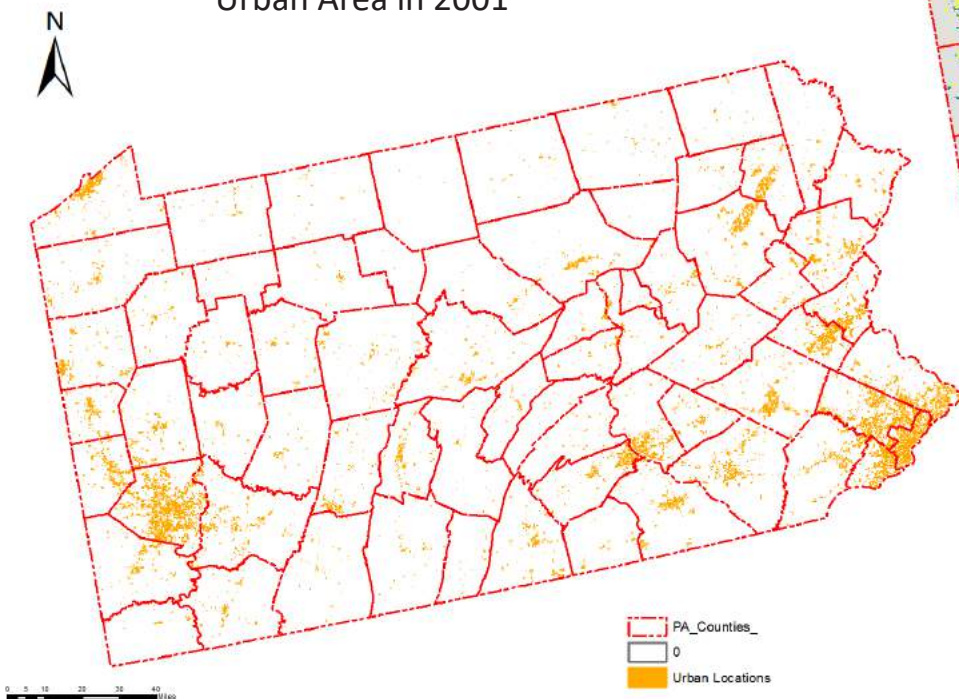 Urban Area in 2001
N
PA_Counties_
0
Urban Locations
0 5 10 20 30 40
Miles